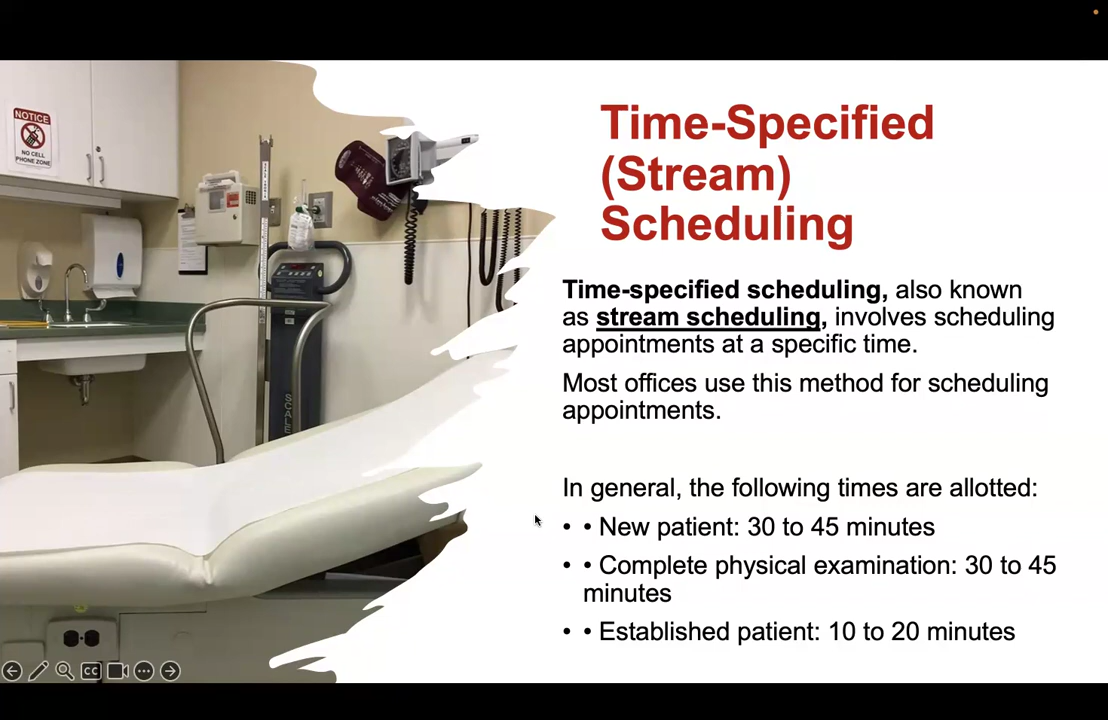 NOTICE
NO CELL
PHONE ZONE
SCALE
Time-Specified
(Stream)
Scheduling
Time-specified scheduling, also known
as stream scheduling, involves scheduling
appointments at a specific time.
Most offices use this method for scheduling
appointments.
In general, the following times are allotted:
• • New patient: 30 to 45 minutes
• • Complete physical examination: 30 to 45
minutes
• • Established patient: 10 to 20 minutes
CC